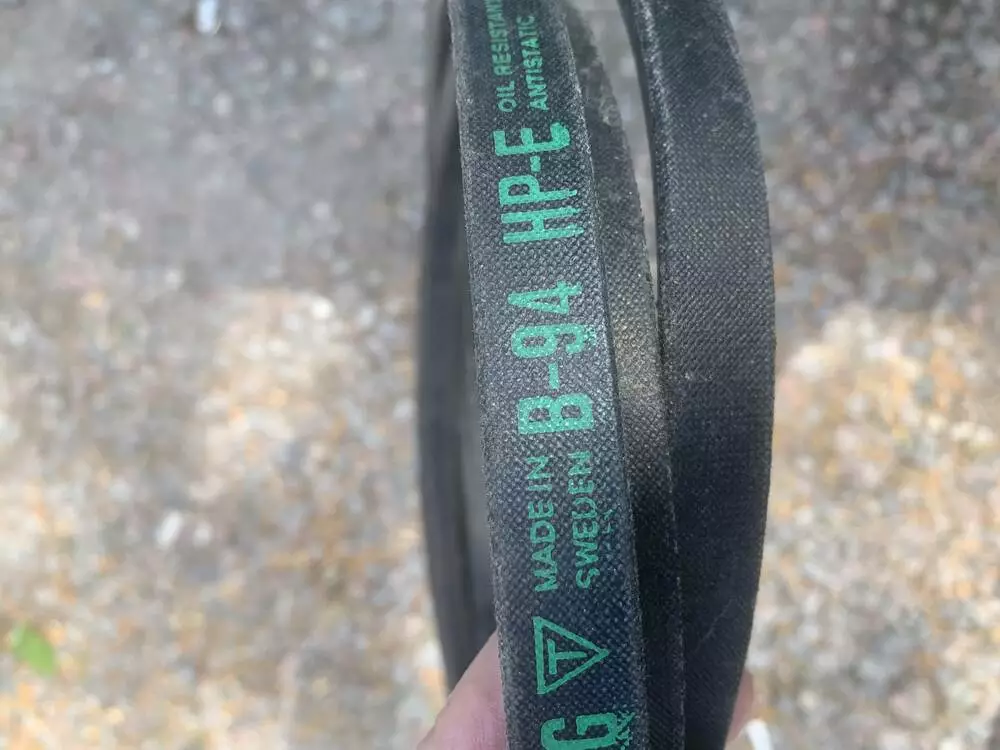 G
T
MADE IN
SWEDEN
B-94
HP-E
OIL RESISTANT
ANTISTATIC